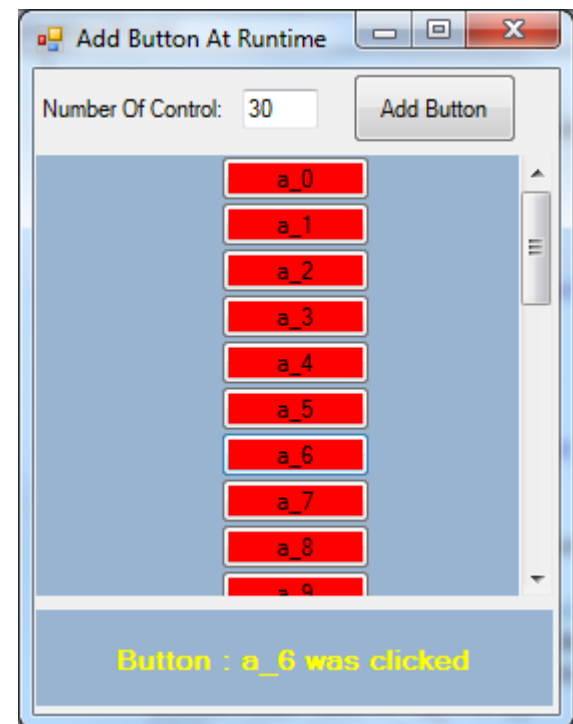 Add Button At Runtime
Number Of Control: 30 Add Button
a_0
a_1
a_2
a_3
a_4
a_5
a_6
a_7
a_8
a_9
Button : a_6 was clicked